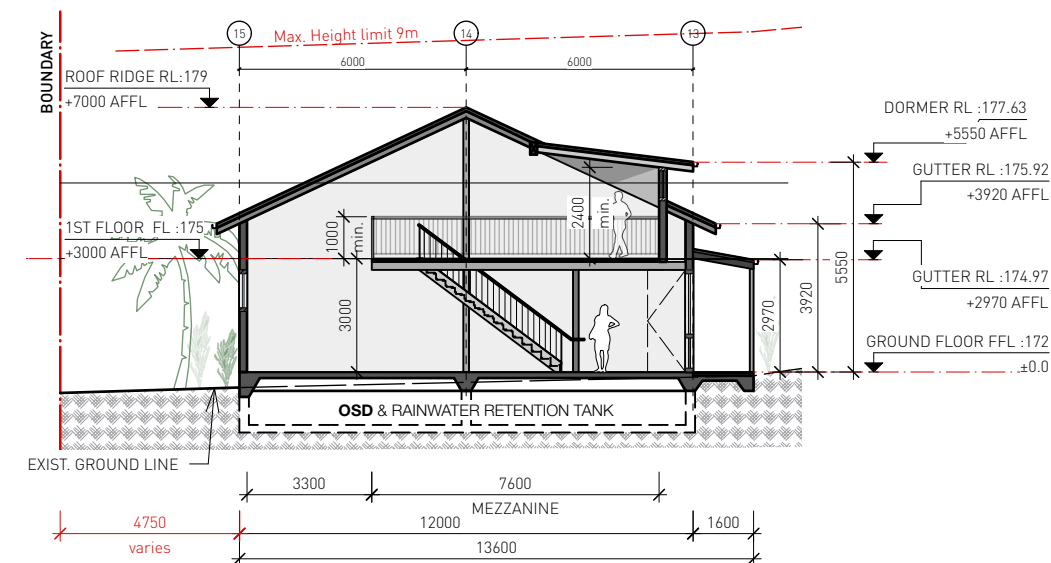 15
14
13
Max. Height limit 9m
6000
6000
BOUNDARY
ROOF RIDGE RL:179
+7000 AFFL
DORMER RL :177.63
+5550 AFFL
GUTTER RL :175.92
+3920 AFFL
1ST FLOOR FL :175
+3000 AFFL
1000
min.
2400
min.
3000
2970
3920
5550
GUTTER RL :174.97
+2970 AFFL
GROUND FLOOR FFL :172
±0.0
OSD & RAINWATER RETENTION TANK
EXIST. GROUND LINE
3300
7600
MEZZANINE
4750
varies
12000
1600
13600